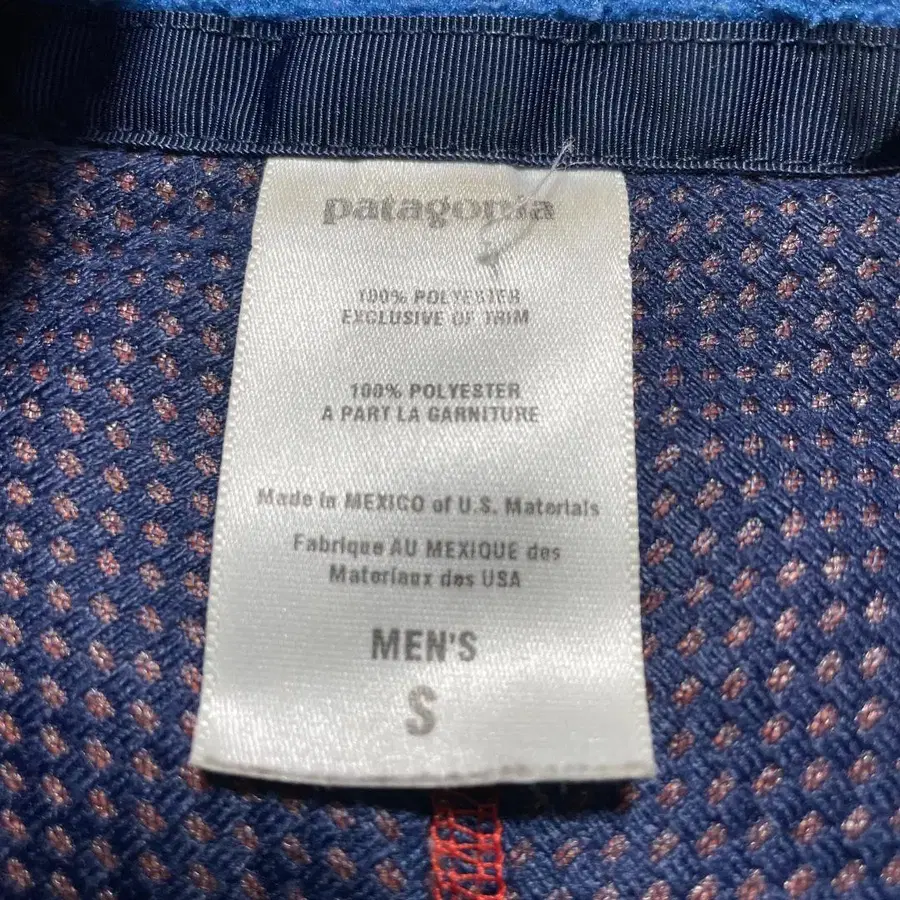 patagonia
100% POLYESTER
EXCLUSIVE OF TRIM
100% POLYESTER
A PART LA GARNITURE
Made in MEXICO of U.S. Materials
Fabrique AU MEXIQUE des
Materiaux des USA
MEN'S
S